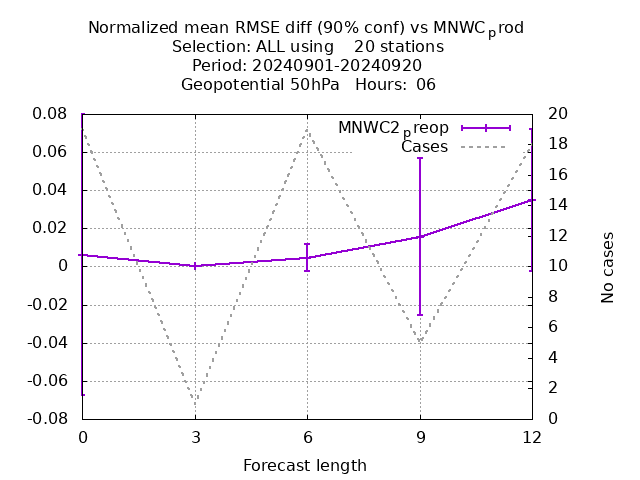 Normalized mean RMSE diff (90% conf) vs MNWCprod
Selection: ALL using 20 stations
Period: 20240901-20240920
Geopotential 50hPa Hours: 06
MNWC2preop
Cases
0.08
0.06
0.04
0.02
0
-0.02
-0.04
-0.06
-0.08
20
18
16
14
12
10
8
6
4
2
0
No cases
0 3 6 9 12
Forecast length